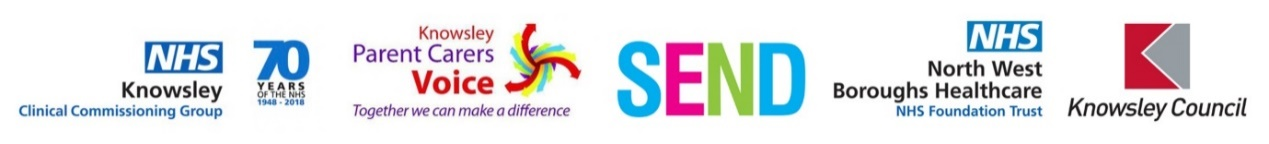 NHS
Knowsley
Clinical Commissioning Group
70
YEARS
OF THE NHS
1948 - 2018
Knowsley
Parent Carers
Voice
Together we can make a difference
SEND
NHS
North West
Boroughs Healthcare
NHS Foundation Trust
Knowsley Council